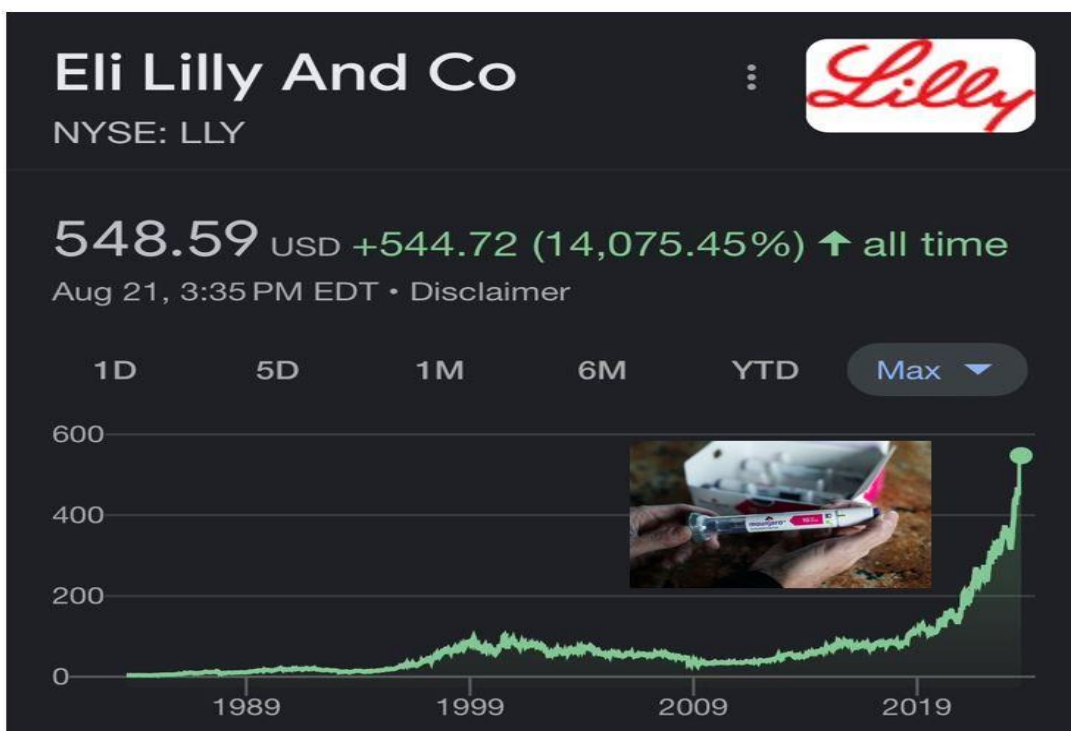 Eli Lilly And Co
Lilly
NYSE: LLY
548.59 USD +544.72 (14,075.45%) ↑ all time
Aug 21, 3:35 PM EDT • Disclaimer
1D 5D 1M 6M YTD Max
600
400
200
0
mounjaro
1989 1999 2009 2019